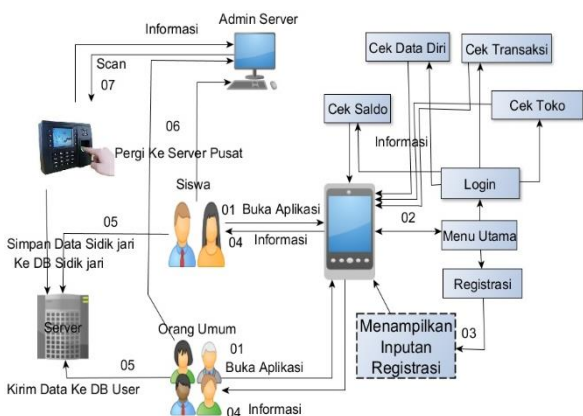 Admin Server
Informasi
Scan
07
06
Pergi Ke Server Pusat
Siswa
05
Simpan Data Sidik jari
Ke DB Sidik jari
01 Buka Aplikasi
04 Informasi
Server
Orang Umum
05
Kirim Data Ke DB User
01
Buka Aplikasi
04 Informasi
Cek Data Diri
Cek Transaksi
Cek Saldo
Cek Toko
Informasi
Login
02
Menu Utama
Registrasi
03
Menampilkan
Inputan
Registrasi